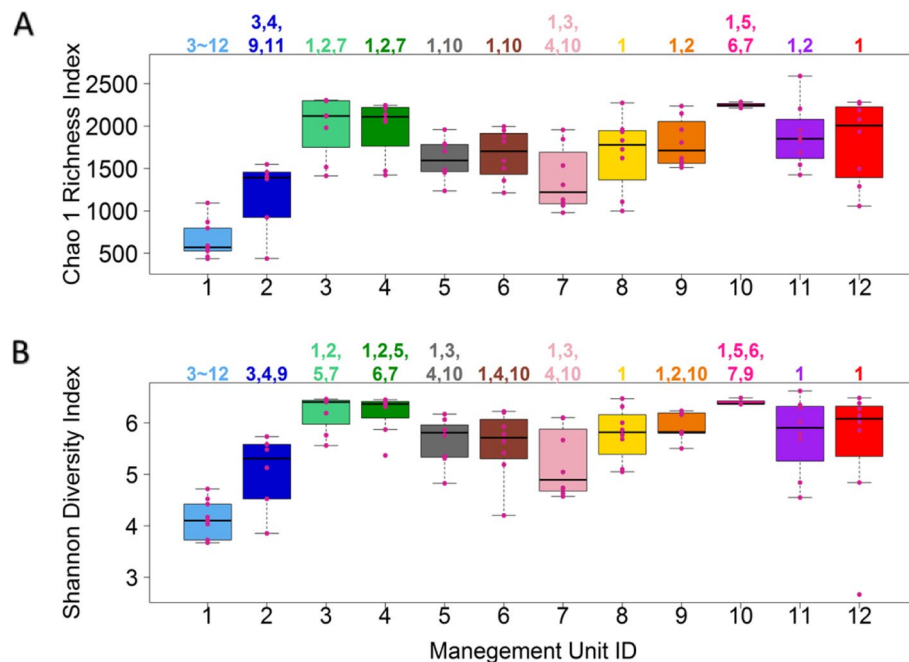 A
3,4, 1,3, 1,5,
3~12 9,11 1,2,7 1,2,7 1,10 1,10 4,10 1 1,2 6,7 1,2 1
Chao 1 Richness Index
2500
2000
1500
1000
500
1 2 3 4 5 6 7 8 9 10 11 12
B
1,2, 1,2,5, 1,3, 1,3, 1,5,6,
3~12 3,4,9 5,7 6,7 4,10 1,4,10 4,10 1 1,2,10 7,9 1 1
Shannon Diversity Index
6
5
4
3
1 2 3 4 5 6 7 8 9 10 11 12
Manegement Unit ID